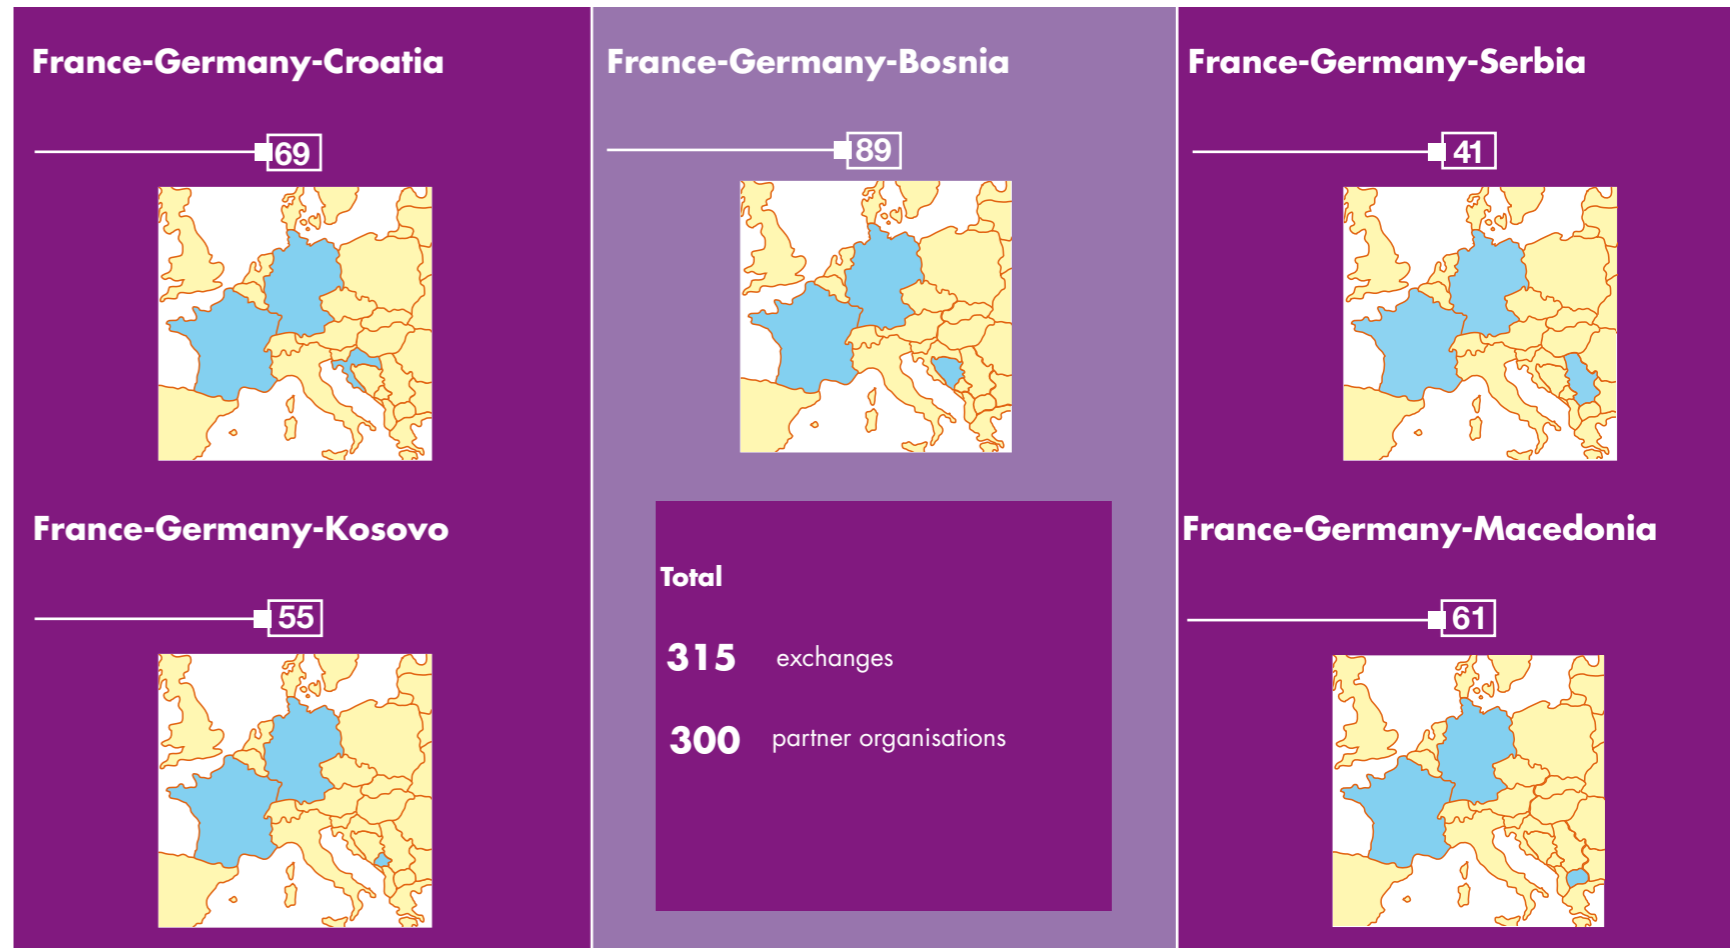 France-Germany-Croatia
69
France-Germany-Bosnia
89
France-Germany-Serbia
41
France-Germany-Kosovo
55
Total
315 exchanges
300 partner organisations
France-Germany-Macedonia
61